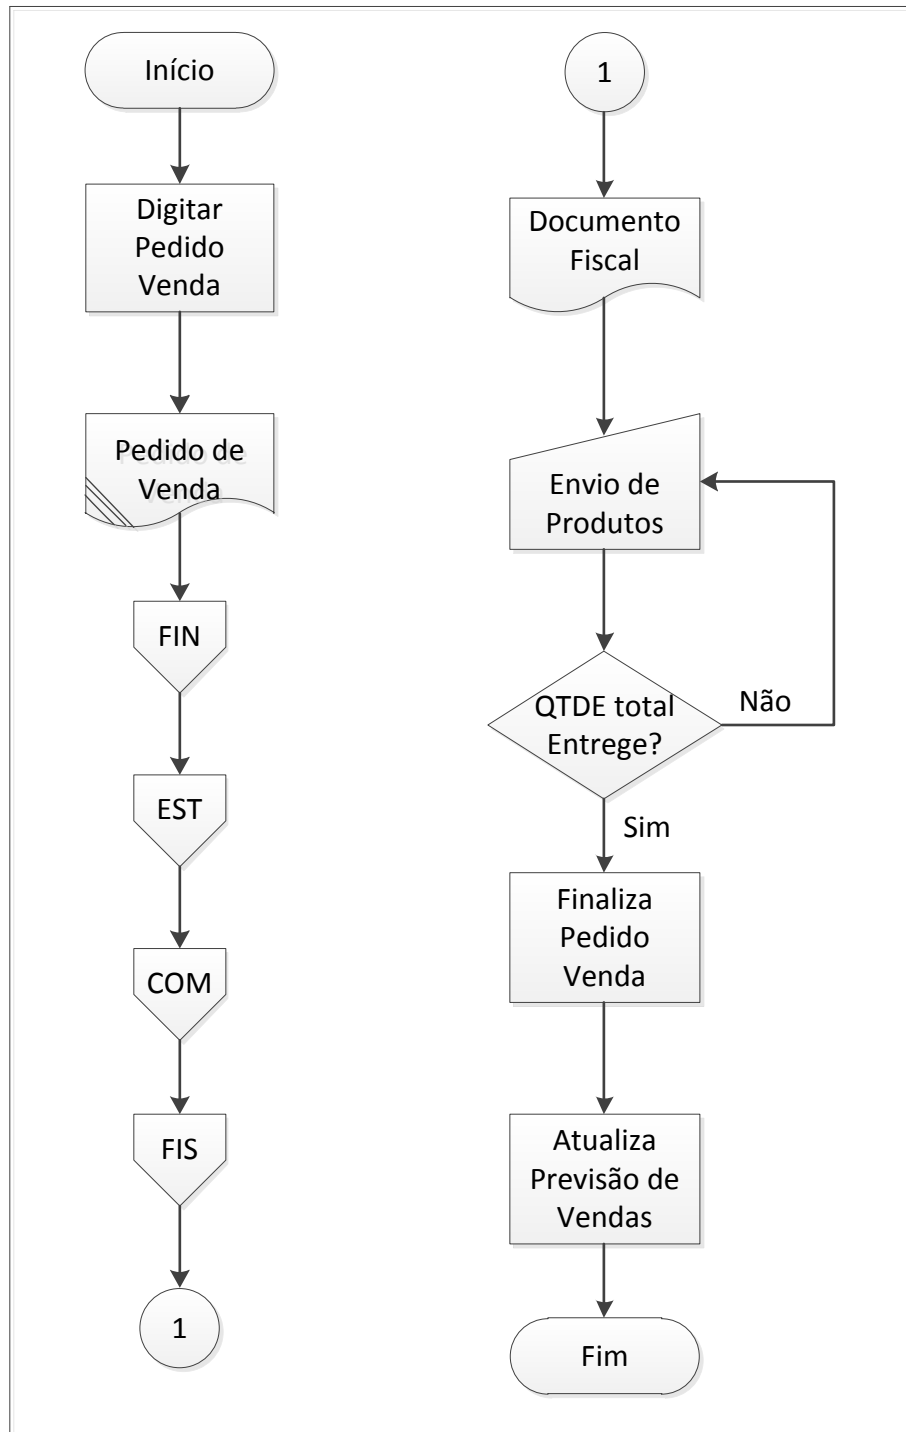 Início
Digitar
Pedido
Venda
Pedido de
Venda
FIN
EST
COM
FIS
1
1
Documento
Fiscal
Envio de
Produtos
QTDE total
Entrege?
Não
Sim
Finaliza
Pedido
Venda
Atualiza
Previsão de
Vendas
Fim